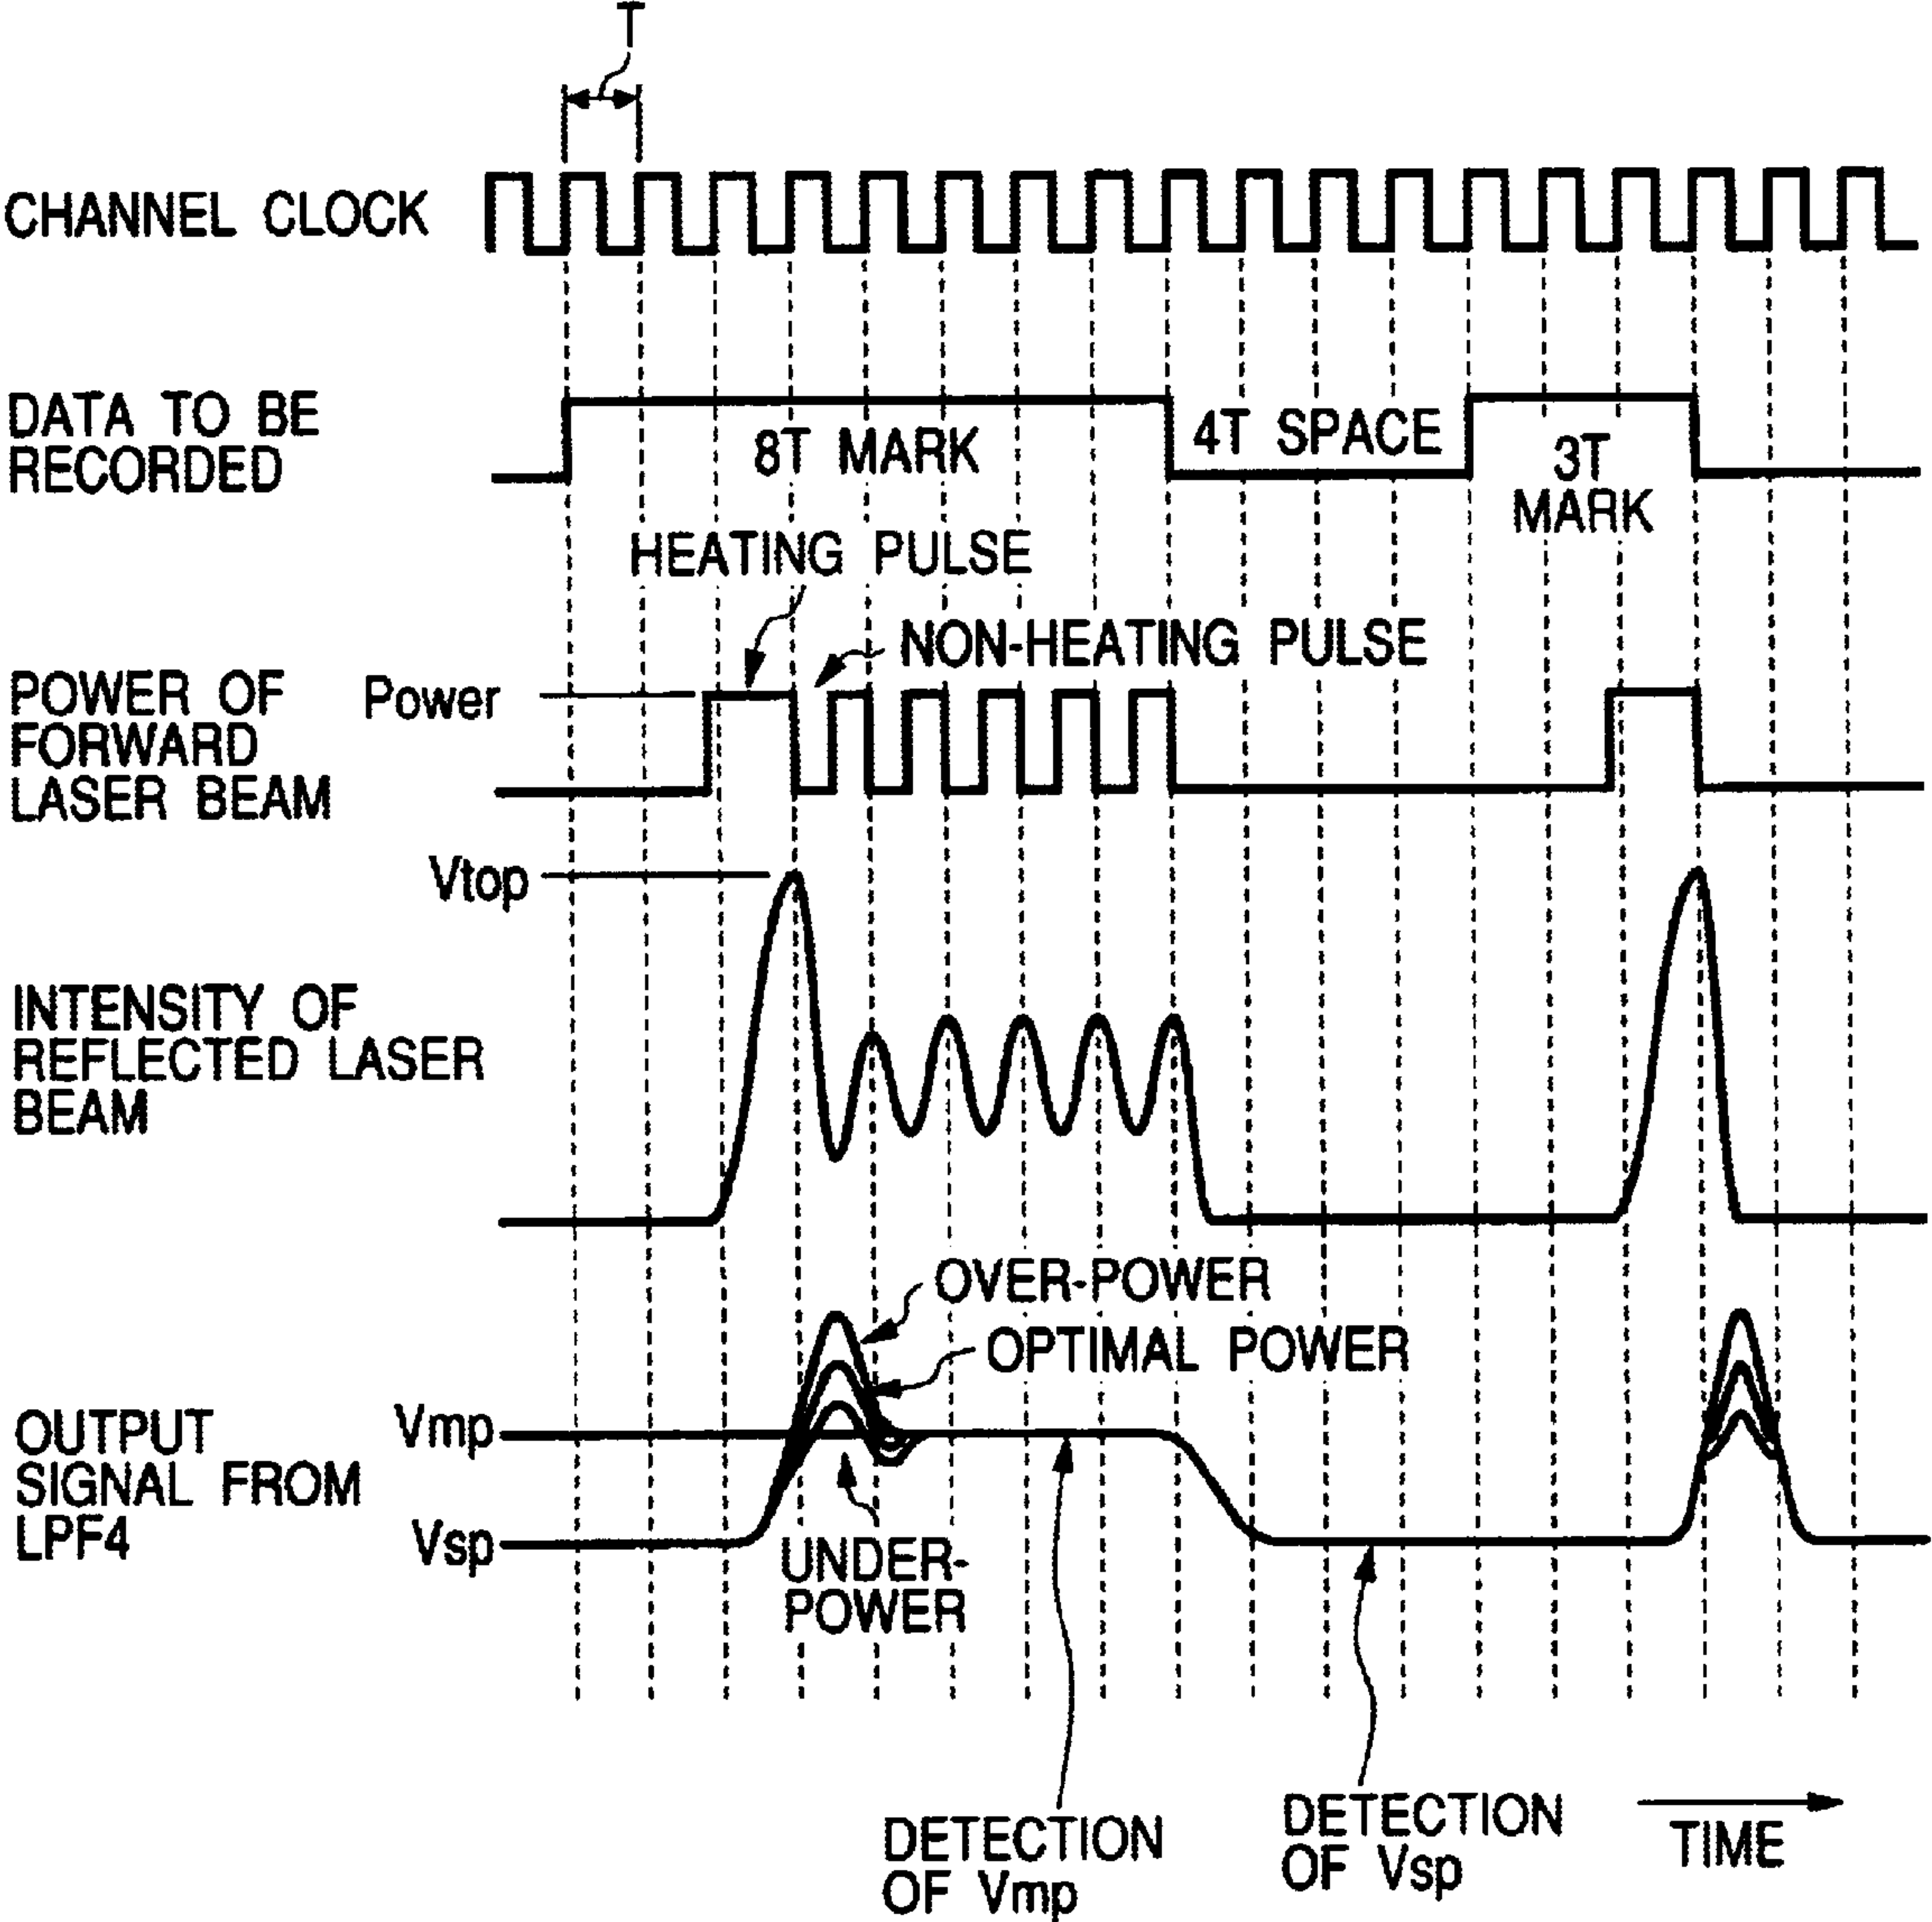 T
CHANNEL CLOCK
DATA TO BE
RECORDED
8T MARK
4T SPACE
3T
MARK
HEATING PULSE
NON-HEATING PULSE
POWER OF
FORWARD
LASER BEAM
Power
Vtop
INTENSITY OF
REFLECTED LASER
BEAM
OVER-POWER
OPTIMAL POWER
OUTPUT
SIGNAL FROM
LPF4
Vmp
Vsp
UNDER-
POWER
DETECTION
OF Vmp
DETECTION
OF Vsp
TIME